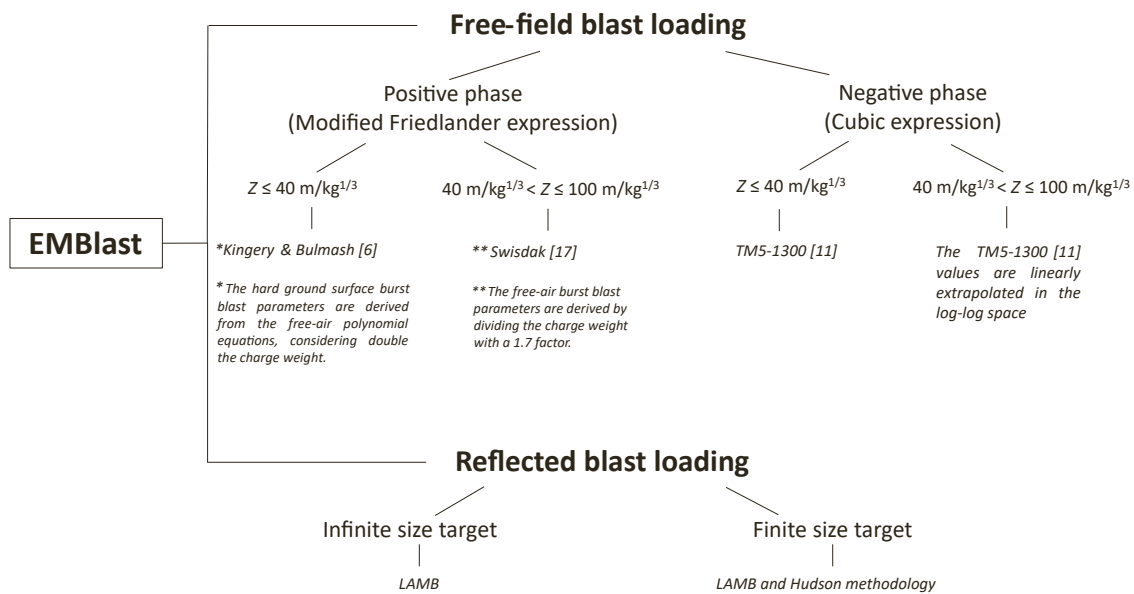 Free-field blast loading
Positive phase
(Modified Friedlander expression)
Negative phase
(Cubic expression)
Z ≤ 40 m/kg1/3
40 m/kg1/3 < Z ≤ 100 m/kg1/3
Z ≤ 40 m/kg1/3
40 m/kg1/3 < Z ≤ 100 m/kg1/3
EMBlast
*Kingery & Bulmash [6]
* The hard ground surface burst
blast parameters are derived
from the free-air polynomial
equations, considering double
the charge weight.
** Swisdak [17]
** The free-air burst blast
parameters are derived by
dividing the charge weight
with a 1.7 factor.
TM5-1300 [11]
The TM5-1300 [11]
values are linearly
extrapolated in the
log-log space
Reflected blast loading
Infinite size target
Finite size target
LAMB
LAMB and Hudson methodology